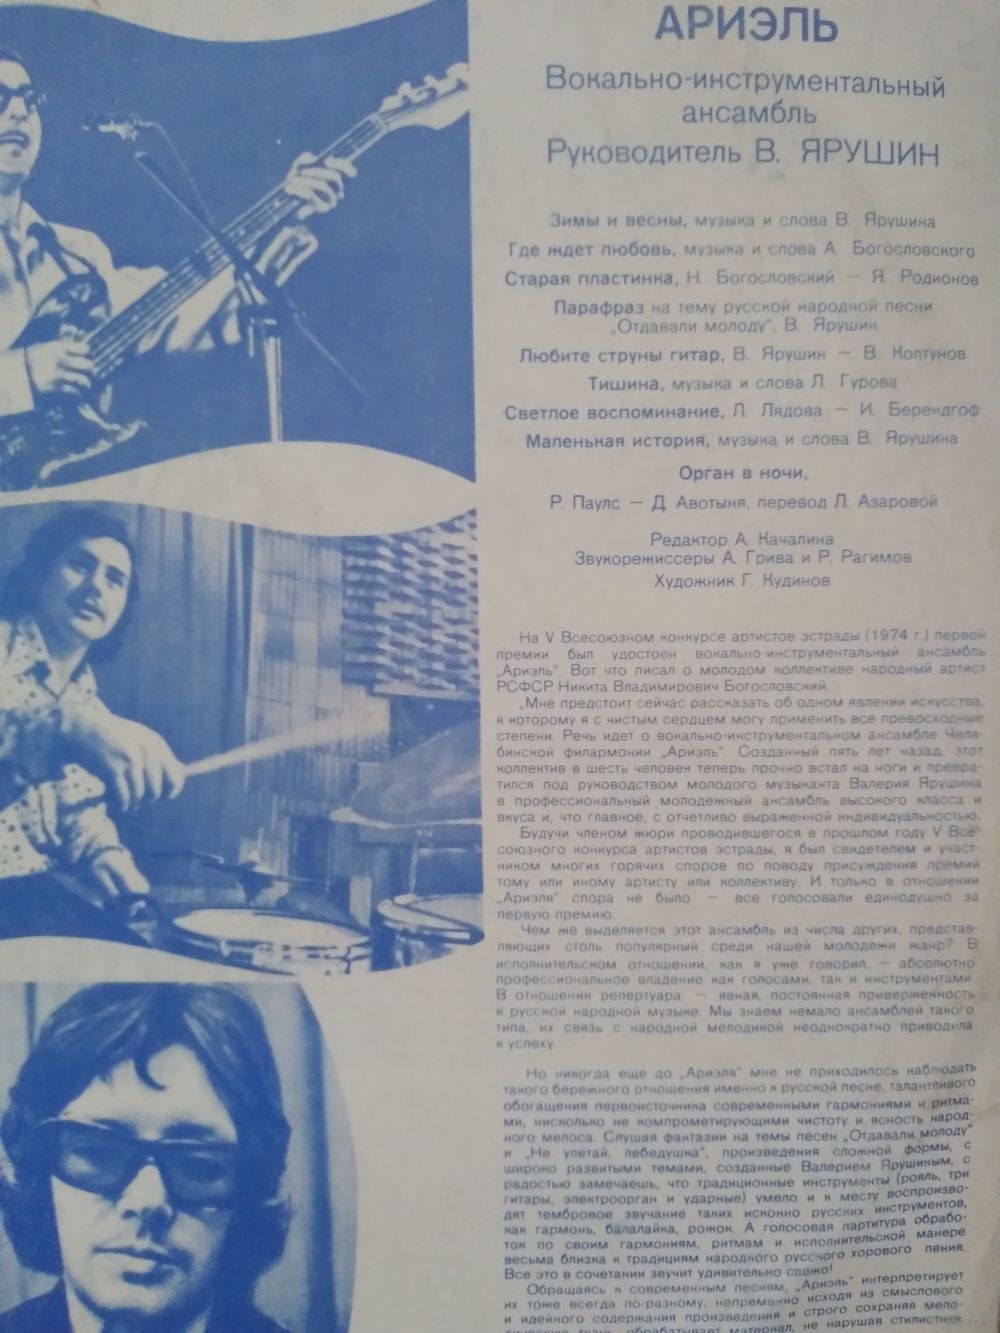 АРИЭЛЬ
Вокально-инструментальный
ансамбль
Руководитель В. ЯРУШИН
Зимы и весны, музыка и слова В. Ярушина
Где ждет любовь, музыка и слова А. Богословского
Старая пластинка, Н. Богословский — Я. Родионов
Парафраз на тему русской народной песни
„Отдавали молоду“, В. Ярушин
Любите струны гитар, В. Ярушин — В. Колтунов
Тишина, музыка и слова Л. Гурова
Светлое воспоминание, Л. Лядова — И. Берендгоф
Маленькая история, музыка и слова В. Ярушина
Орган в ночи,
Р. Паулс — Д. Авотыня, перевод Л. Азаровой
Редактор А. Качалина
Звукорежиссеры А. Грива и Р. Рагимов
Художник Г. Кудинов
На V Всесоюзном конкурсе артистов эстрады (1974 г.) первой
премии был удостоен вокально-инструментальный ансамбль
„Ариэль“. Вот что писал о молодом коллективе народный артист
РСФСР Никита Владимирович Богословский.
„Мне предстоит сейчас рассказать об одном явлении искусства,
к которому я с чистым сердцем могу применить все превосходные
степени. Речь идет о вокально-инструментальном ансамбле Челя-
бинской филармонии „Ариэль“. Созданный пять лет назад, этот
коллектив в шесть человек теперь прочно встал на ноги и превра-
тился под руководством молодого музыканта Валерия Ярушина
в профессиональный молодежный ансамбль высокого класса и
вкуса и, что главное, с отчетливо выраженной индивидуальностью.
Будучи членом жюри проводившегося в прошлом году V Все-
союзного конкурса артистов эстрады, я был свидетелем и участ-
ником многих горячих споров по поводу присуждения премий
тому или иному артисту или коллективу. И только в отношении
„Ариэля“ спора не было — все голосовали единодушно за
первую премию.
Чем же выделяется этот ансамбль из числа других, представ-
ляющих столь популярный среди нашей молодежи жанр? В
исполнительском отношении, как я уже говорил, — абсолютно
профессиональное владение как голосами, так и инструментами.
В отношении репертуара — явная, постоянная приверженность
к русской народной музыке. Мы знаем немало ансамблей такого
типа, их связь с народной мелодикой неоднократно приводила
к успеху.
Но никогда еще до „Ариэля“ мне не приходилось наблюдать
такого бережного отношения именно к русской песне, талантливого
обогащения первоисточника современными гармониями и ритма-
ми, нисколько не компрометирующими чистоту и ясность народ-
ного мелоса. Слушая фантазии на темы песен „Отдавали молоду“
и „Не улетай, лебедушка“, произведения сложной формы, с
широко развитыми темами, созданные Валерием Ярушиным, с
радостью замечаешь, что традиционные инструменты (рояль, три
гитары, электроорган и ударные) умело и к месту воспроизво-
дят тембровое звучание таких исконно русских инструментов,
как гармонь, балалайка, рожок. А голосовая партитура обрабо-
ток по своим гармониям, ритмам и исполнительской манере
весьма близка к традициям народного русского хорового пения.
Все это в сочетании звучит удивительно свежо!
Обращаясь к современным песням, „Ариэль“ интерпретирует
их тоже всегда по-разному, непременно исходя из смыслового
и идейного содержания произведения и строго сохраняя мело-
обрабатывает материал, не нарушая